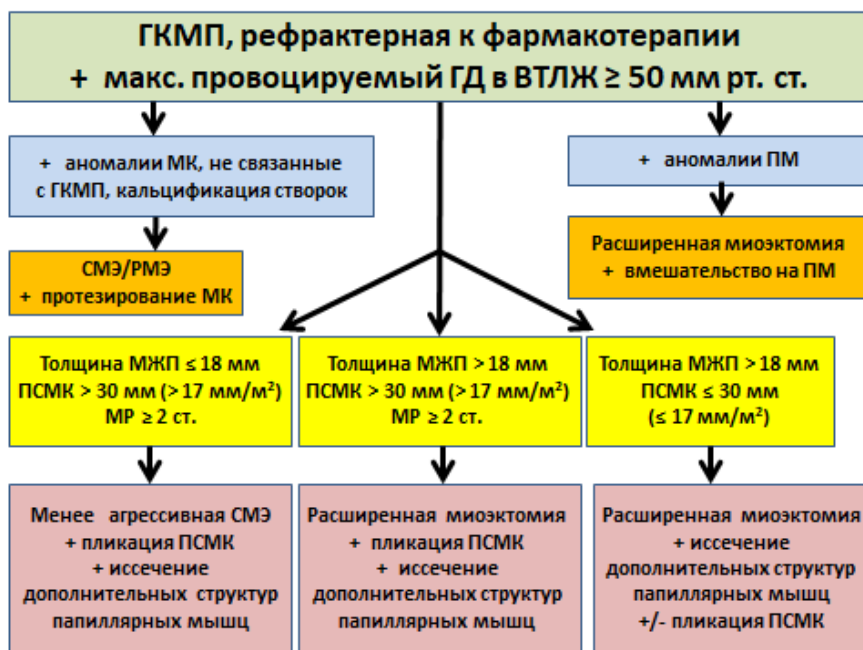 ГКМП, рефрактерная к фармакотерапии
+ макс. провоцируемый ГД в ВТЛЖ ≥ 50 мм рт. ст.
+ аномалии МК, не связанные
с ГКМП, кальцификация створок
+ аномалии ПМ
СМЭ/РМЭ
+ протезирование МК
Расширенная миоэктомия
+ вмешательство на ПМ
Толщина МЖП ≤ 18 мм
ПСМК > 30 мм (> 17 мм/м²)
МР ≥ 2 ст.
Толщина МЖП > 18 мм
ПСМК > 30 мм (> 17 мм/м²)
МР ≥ 2 ст.
Толщина МЖП > 18 мм
ПСМК ≤ 30 мм
(≤ 17 мм/м²)
Менее агрессивная СМЭ
+ пликация ПСМК
+ иссечение
дополнительных структур
папиллярных мышц
Расширенная миоэктомия
+ пликация ПСМК
+ иссечение
дополнительных структур
папиллярных мышц
Расширенная миоэктомия
+ иссечение
дополнительных структур
папиллярных мышц
+/- пликация ПСМК